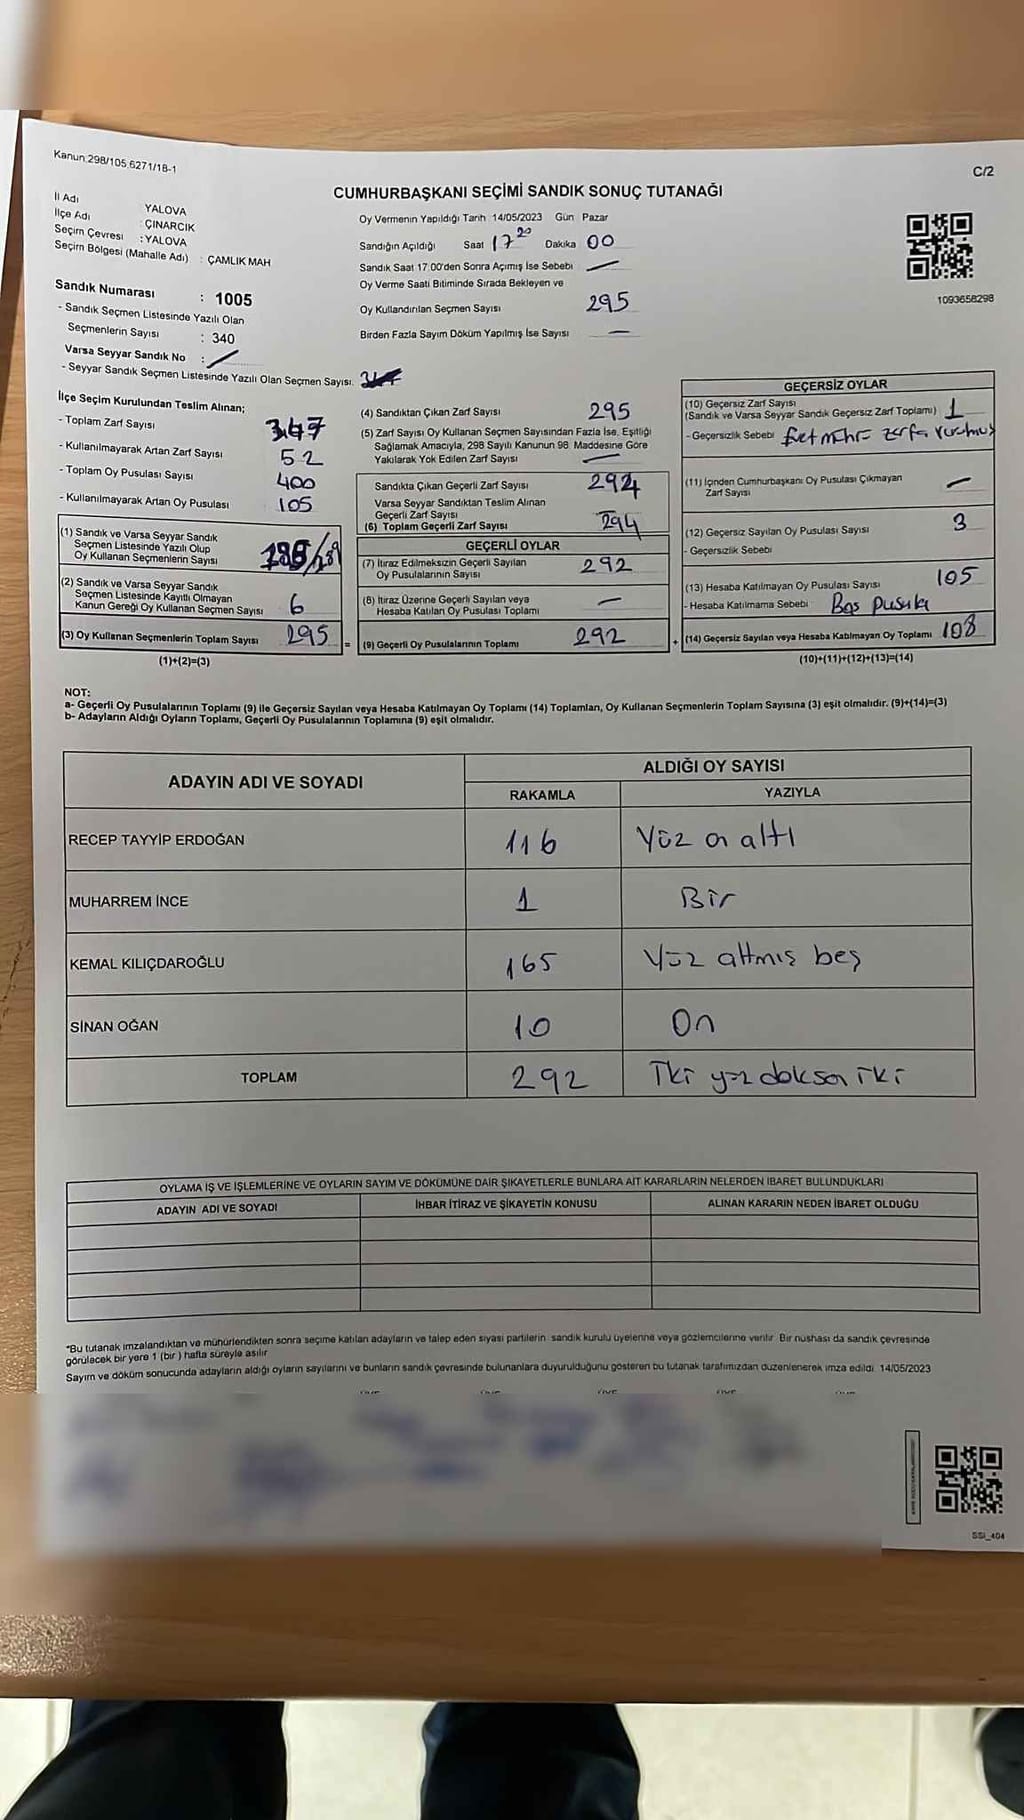 Kanun:298/105,6271/18-1
C/2
CUMHURBAŞKANI SEÇİMİ SANDIK SONUÇ TUTANAĞI
İl Adı YALOVA
İlçe Adı ÇINARCIK
Seçim Çevresi :YALOVA
Seçim Bölgesi (Mahalle Adı) : ÇAMLIK MAH
Oy Vermenin Yapıldığı Tarih 14/05/2023 Gün Pazar
Sandığın Açıldığı Saat 17 20 Dakika 00
Sandık Saat 17:00'den Sonra Açımış İse Sebebi
Oy Verme Saati Bitiminde Sırada Bekleyen ve
Oy Kullandırılan Seçmen Sayısı 295
Birden Fazla Sayım Döküm Yapılmış İse Sayısı
1093658298
Sandık Numarası : 1005
- Sandık Seçmen Listesinde Yazılı Olan
Seçmenlerin Sayısı : 340
Varsa Seyyar Sandık No :
- Seyyar Sandık Seçmen Listesinde Yazılı Olan Seçmen Sayısı:
İlçe Seçim Kurulundan Teslim Alınan;
- Toplam Zarf Sayısı 347
- Kullanılmayarak Artan Zarf Sayısı 52
- Toplam Oy Pusulası Sayısı 400
- Kullanılmayarak Artan Oy Pusulası 105
(1) Sandık ve Varsa Seyyar Sandık
Seçmen Listesinde Yazılı Olup
Oy Kullanan Seçmenlerin Sayısı
(2) Sandık ve Varsa Seyyar Sandık
Seçmen Listesinde Kayıtlı Olmayan
Kanun Gereği Oy Kullanan Seçmen Sayısı 6
(3) Oy Kullanan Seçmenlerin Toplam Sayısı 295 =
(1)+(2)=(3)
(4) Sandıktan Çıkan Zarf Sayısı 295
(5) Zarf Sayısı Oy Kullanan Seçmen Sayısından Fazla İse, Eşitliği
Sağlamak Amacıyla, 298 Sayılı Kanunun 98. Maddesine Göre
Yakılarak Yok Edilen Zarf Sayısı
Sandıkta Çıkan Geçerli Zarf Sayısı 294
Varsa Seyyar Sandıktan Teslim Alınan
Geçerli Zarf Sayısı
(6) Toplam Geçerli Zarf Sayısı 294
GEÇERLİ OYLAR
(7) İtiraz Edilmeksizin Geçerli Sayılan
Oy Pusulalarının Sayısı 292
(8) İtiraz Üzerine Geçerli Sayılan veya
Hesaba Katılan Oy Pusulası Toplamı
(9) Geçerli Oy Pusulalarının Toplamı 292 +
GEÇERSİZ OYLAR
(10) Geçersiz Zarf Sayısı
(Sandık ve Varsa Seyyar Sandık Geçersiz Zarf Toplamı) 1
- Geçersizlik Sebebi
(11) İçinden Cumhurbaşkanı Oy Pusulası Çıkmayan
Zarf Sayısı
(12) Geçersiz Sayılan Oy Pusulası Sayısı 3
- Geçersizlik Sebebi
(13) Hesaba Katılmayan Oy Pusulası Sayısı 105
- Hesaba Katılmama Sebebi Boş pusula
(14) Geçersiz Sayılan veya Hesaba Katılmayan Oy Toplamı 108
(10)+(11)+(12)+(13)=(14)
NOT:
a- Geçerli Oy Pusulalarının Toplamı (9) ile Geçersiz Sayılan veya Hesaba Katılmayan Oy Toplamı (14) Toplamları, Oy Kullanan Seçmenlerin Toplam Sayısına (3) eşit olmalıdır. (9)+(14)=(3)
b- Adayların Aldığı Oyların Toplamı, Geçerli Oy Pusulalarının Toplamına (9) eşit olmalıdır.
ADAYIN ADI VE SOYADI ALDIĞI OY SAYISI
RAKAMLA YAZIYLA
RECEP TAYYİP ERDOĞAN 116 Yüz on altı
MUHARREM İNCE 1 Bir
KEMAL KILIÇDAROĞLU 165 Yüz altmış beş
SİNAN OĞAN 10 On
TOPLAM 292 İki yüz doksan iki
OYLAMA İŞ VE İŞLEMLERİNE VE OYLARIN SAYIM VE DÖKÜMÜNE DAİR ŞİKAYETLERLE BUNLARA AİT KARARLARIN NELERDEN İBARET BULUNDUKLARI
ADAYIN ADI VE SOYADI İHBAR İTİRAZ VE ŞİKAYETİN KONUSU ALINAN KARARIN NEDEN İBARET OLDUĞU
*Bu tutanak imzalandıktan ve mühürlendikten sonra seçime katılan adayların ve talep eden siyasi partilerin sandık kurulu üyelerine veya gözlemcilerine verilir. Bir nüshası da sandık çevresinde
görülecek bir yere 1 (bir ) hafta süreyle asılır
Sayım ve döküm sonucunda adayların aldığı oyların sayılarını ve bunların sandık çevresinde bulunanlara duyurulduğunu gösteren bu tutanak tarafımızdan düzenlenerek imza edildi. 14/05/2023
SSI_404